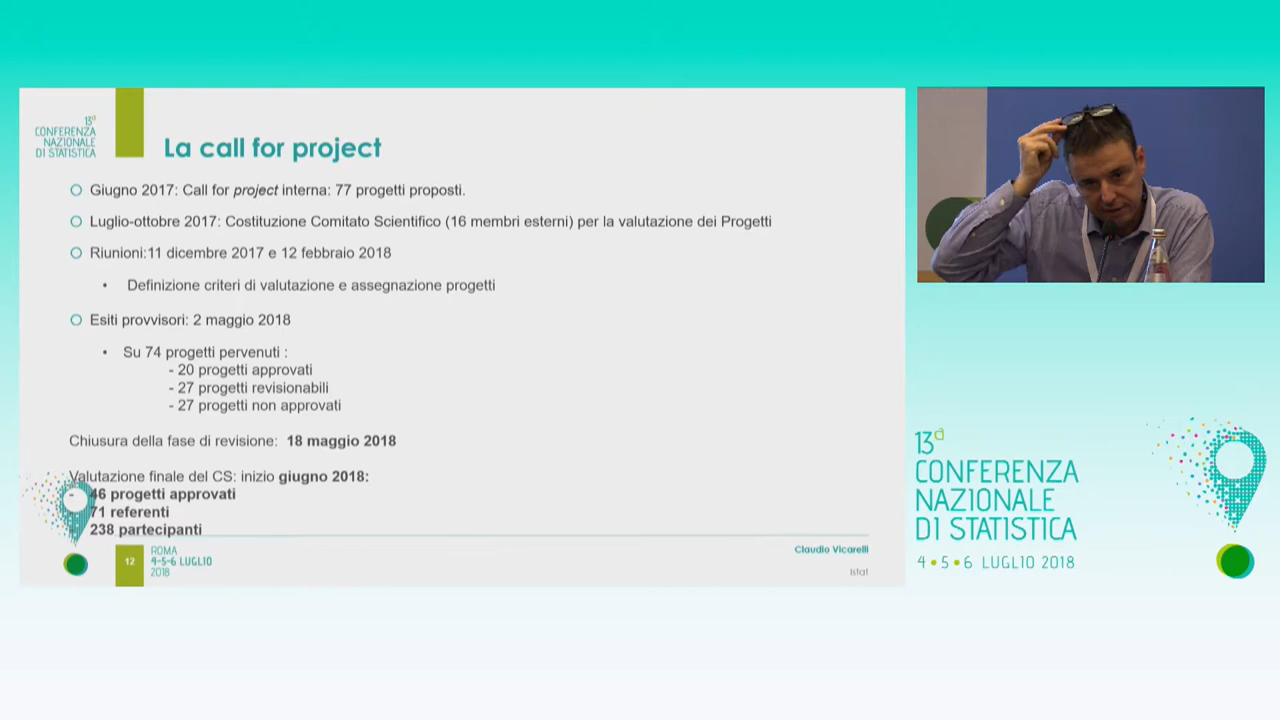 13ª
CONFERENZA
NAZIONALE
DI STATISTICA
La call for project
Giugno 2017: Call for project interna: 77 progetti proposti.
Luglio-ottobre 2017: Costituzione Comitato Scientifico (16 membri esterni) per la valutazione dei Progetti
Riunioni:11 dicembre 2017 e 12 febbraio 2018
• Definizione criteri di valutazione e assegnazione progetti
Esiti provvisori: 2 maggio 2018
• Su 74 progetti pervenuti :
- 20 progetti approvati
- 27 progetti revisionabili
- 27 progetti non approvati
Chiusura della fase di revisione: 18 maggio 2018
Valutazione finale del CS: inizio giugno 2018:
- 46 progetti approvati
71 referenti
238 partecipanti
12
ROMA
4-5-6 LUGLIO
2018
Claudio Vicarelli
Istat
13ª
CONFERENZA
NAZIONALE
DI STATISTICA
4 • 5 • 6 LUGLIO 2018